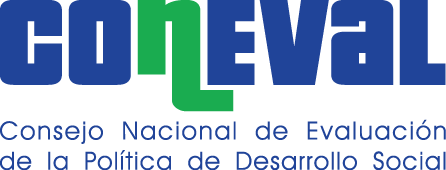 CONEVAL
Consejo Nacional de Evaluación
de la Política de Desarrollo Social